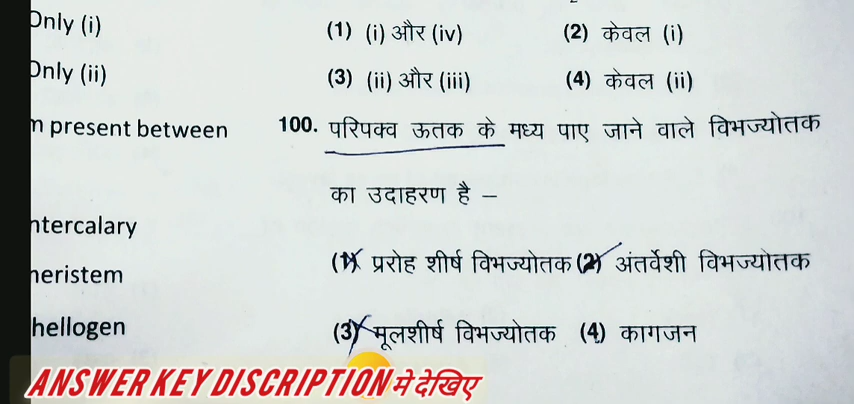 Only (i)
(1) (i) और (iv) (2) केवल (i)
Only (ii)
(3) (ii) और (iii) (4) केवल (ii)
present between
100. परिपक्व ऊतक के मध्य पाए जाने वाले विभज्योतक
का उदाहरण है –
ntercalary
(1) प्ररोह शीर्ष विभज्योतक (2) अंतर्वेशी विभज्योतक
neristem
hellogen
(3) मूलशीर्ष विभज्योतक (4) कागजन
ANSWER KEY DISCRIPTION मे देखिए